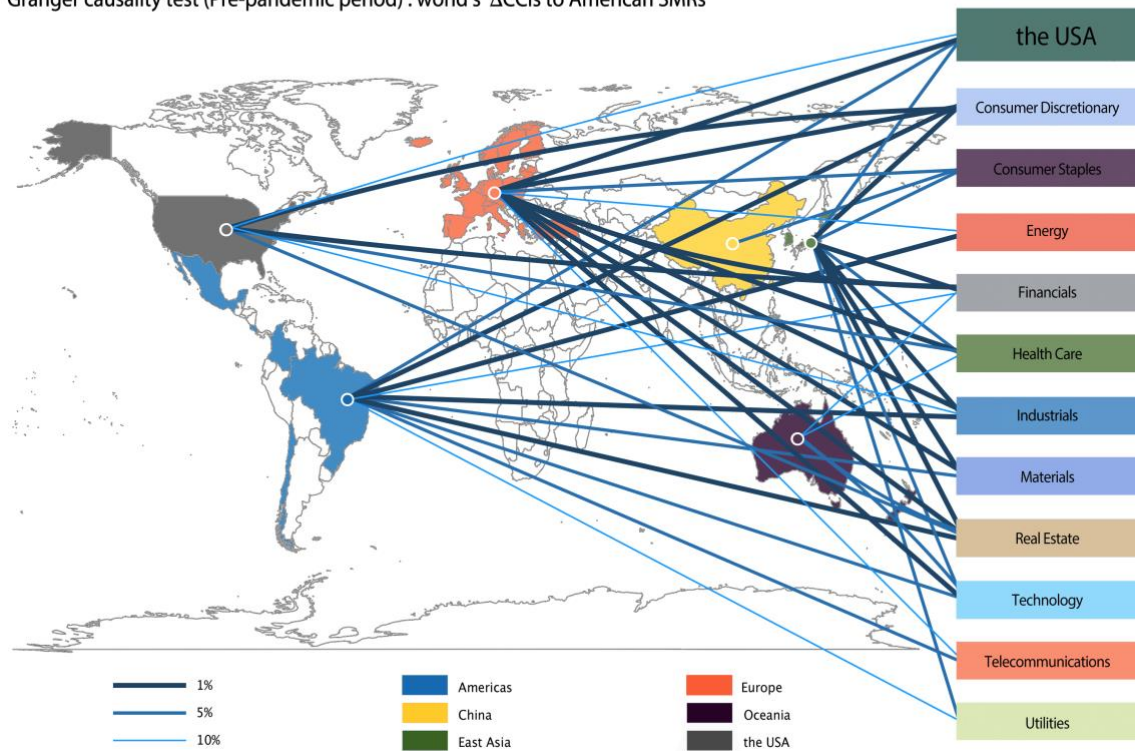 Granger causality test (Pre-pandemic period) : world's ΔCCIs to American SMRs
the USA
Consumer Discretionary
Consumer Staples
Energy
Financials
Health Care
Industrials
Materials
Real Estate
Technology
Telecommunications
Utilities
1%
5%
10%
Americas
China
East Asia
Europe
Oceania
the USA